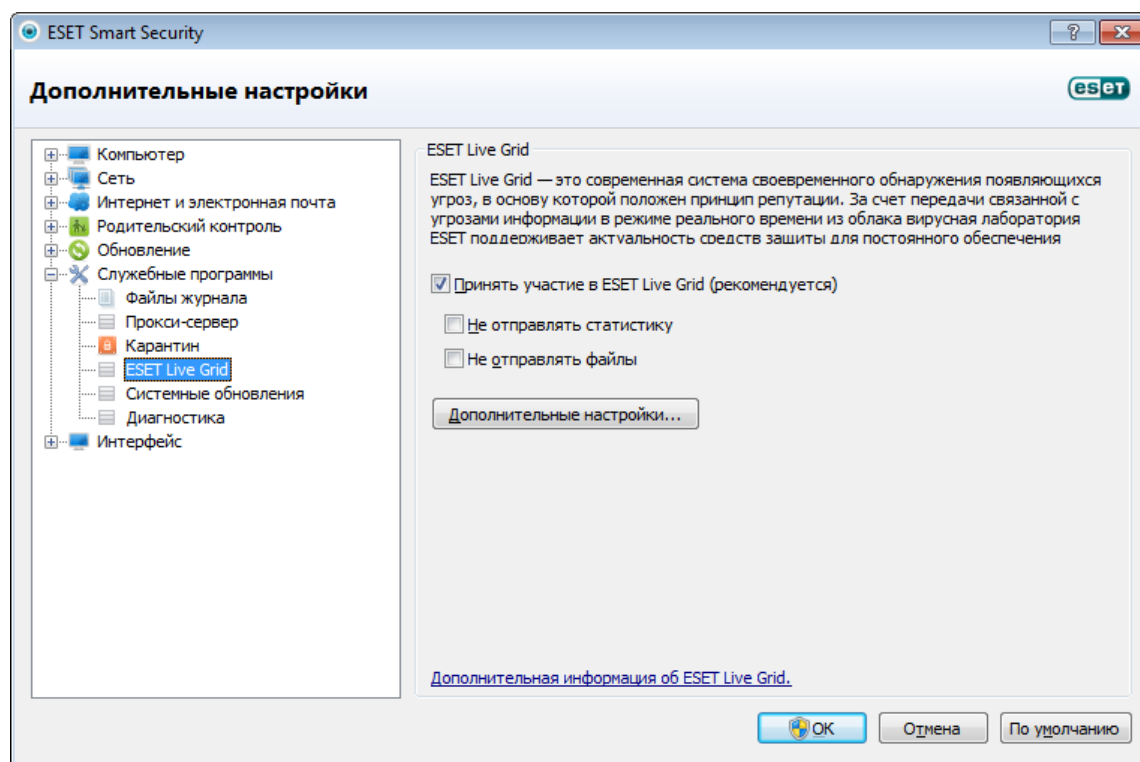 ESET Smart Security
Дополнительные настройки
eset
Компьютер
Сеть
Интернет и электронная почта
Родительский контроль
Обновление
Служебные программы
Файлы журнала
Прокси-сервер
Карантин
ESET Live Grid
Системные обновления
Диагностика
Интерфейс
ESET Live Grid
ESET Live Grid — это современная система своевременного обнаружения появляющихся
угроз, в основу которой положен принцип репутации. За счет передачи связанной с
угрозами информации в режиме реального времени из облака вирусная лаборатория
ESET поддерживает актуальность средств защиты для постоянного обеспечения
Принять участие в ESET Live Grid (рекомендуется)
Не отправлять статистику
Не отправлять файлы
Дополнительные настройки...
Дополнительная информация об ESET Live Grid.
OK
Отмена
По умолчанию